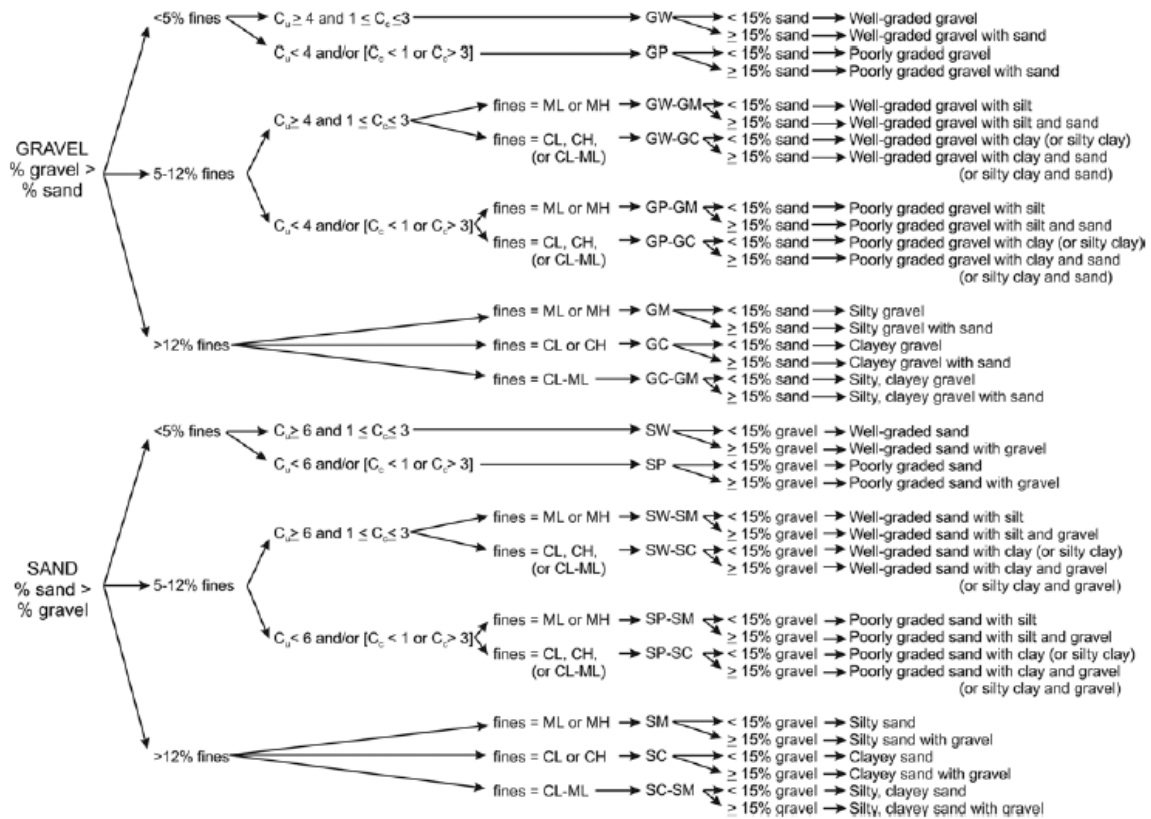 <5% fines
C_u ≥ 4 and 1 ≤ C_c ≤ 3
GW
< 15% sand
Well-graded gravel
≥ 15% sand
Well-graded gravel with sand
C_u < 4 and/or [C_c < 1 or C_c > 3]
GP
< 15% sand
Poorly graded gravel
≥ 15% sand
Poorly graded gravel with sand
GRAVEL
% gravel >
% sand
5-12% fines
C_u ≥ 4 and 1 ≤ C_c ≤ 3
fines = ML or MH
GW-GM
< 15% sand
Well-graded gravel with silt
≥ 15% sand
Well-graded gravel with silt and sand
fines = CL, CH,
(or CL-ML)
GW-GC
< 15% sand
Well-graded gravel with clay (or silty clay)
≥ 15% sand
Well-graded gravel with clay and sand
(or silty clay and sand)
C_u < 4 and/or [C_c < 1 or C_c > 3]
fines = ML or MH
GP-GM
< 15% sand
Poorly graded gravel with silt
≥ 15% sand
Poorly graded gravel with silt and sand
fines = CL, CH,
(or CL-ML)
GP-GC
< 15% sand
Poorly graded gravel with clay (or silty clay)
≥ 15% sand
Poorly graded gravel with clay and sand
(or silty clay and sand)
>12% fines
fines = ML or MH
GM
< 15% sand
Silty gravel
≥ 15% sand
Silty gravel with sand
fines = CL or CH
GC
< 15% sand
Clayey gravel
≥ 15% sand
Clayey gravel with sand
fines = CL-ML
GC-GM
< 15% sand
Silty, clayey gravel
≥ 15% sand
Silty, clayey gravel with sand
<5% fines
C_u ≥ 6 and 1 ≤ C_c ≤ 3
SW
< 15% gravel
Well-graded sand
≥ 15% gravel
Well-graded sand with gravel
C_u < 6 and/or [C_c < 1 or C_c > 3]
SP
< 15% gravel
Poorly graded sand
≥ 15% gravel
Poorly graded sand with gravel
SAND
% sand >
% gravel
5-12% fines
C_u ≥ 6 and 1 ≤ C_c ≤ 3
fines = ML or MH
SW-SM
< 15% gravel
Well-graded sand with silt
≥ 15% gravel
Well-graded sand with silt and gravel
fines = CL, CH,
(or CL-ML)
SW-SC
< 15% gravel
Well-graded sand with clay (or silty clay)
≥ 15% gravel
Well-graded sand with clay and gravel
(or silty clay and gravel)
C_u < 6 and/or [C_c < 1 or C_c > 3]
fines = ML or MH
SP-SM
< 15% gravel
Poorly graded sand with silt
≥ 15% gravel
Poorly graded sand with silt and gravel
fines = CL, CH,
(or CL-ML)
SP-SC
< 15% gravel
Poorly graded sand with clay (or silty clay)
≥ 15% gravel
Poorly graded sand with clay and gravel
(or silty clay and gravel)
>12% fines
fines = ML or MH
SM
< 15% gravel
Silty sand
≥ 15% gravel
Silty sand with gravel
fines = CL or CH
SC
< 15% gravel
Clayey sand
≥ 15% gravel
Clayey sand with gravel
fines = CL-ML
SC-SM
< 15% gravel
Silty, clayey sand
≥ 15% gravel
Silty, clayey sand with gravel